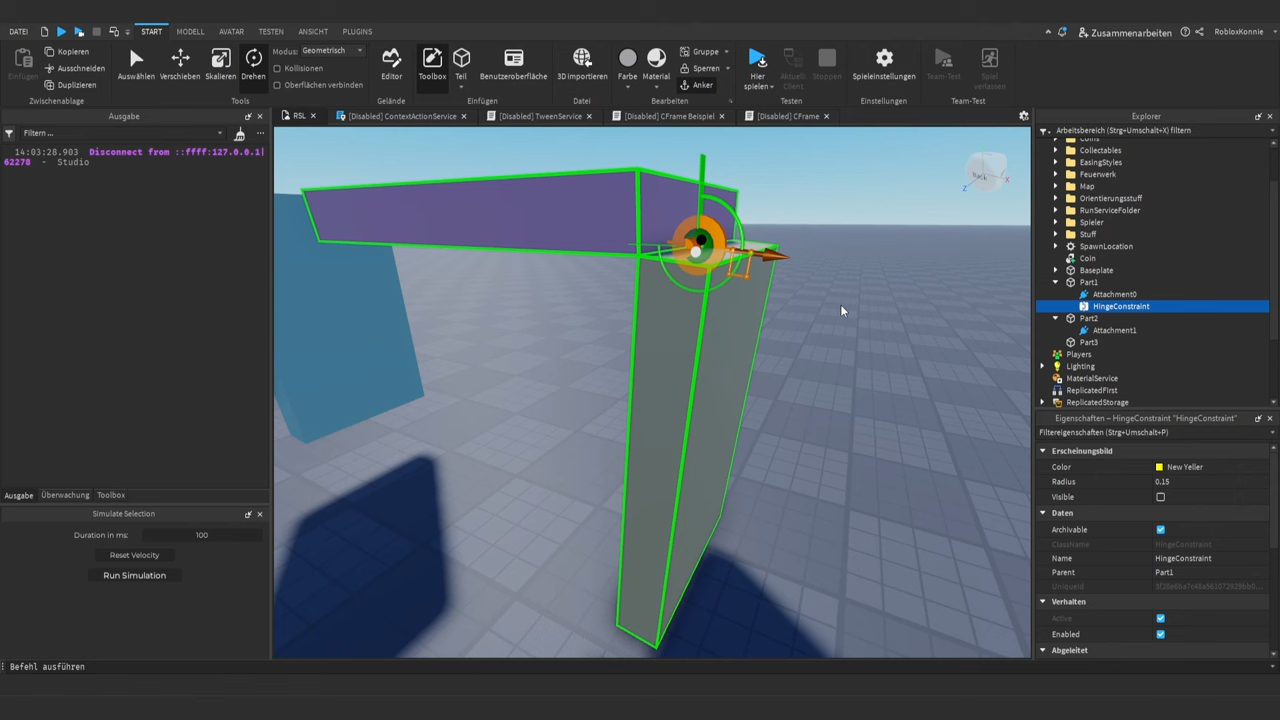 DATEI START MODELL AVATAR TESTEN ANSICHT PLUGINS Zusammenarbeiten RobloxKonnie
Einfügen Kopieren Ausschneiden Duplizieren Auswählen Verschieben Skalieren Drehen Modus: Geometrisch Kollisionen Oberflächen verbinden Editor Toolbox Teil Benutzeroberfläche 3D importieren Farbe Material Gruppe Sperren Anker Hier spielen Aktuell: Client Stoppen Spieleinstellungen Team-Test Spiel verlassen
Zwischenablage Tools Gelände Einfügen Datei Bearbeiten Testen Einstellungen Team-Test
Ausgabe RSL [Disabled] ContextActionService [Disabled] TweenService [Disabled] CFrame Beispiel [Disabled] CFrame Explorer
Filtern ...
14:03:28.903 Disconnect from ::ffff:127.0.0.1|
62278 - Studio
Back
Z X
Arbeitsbereich (Strg+Umschalt+X) filtern
Coins
Collectables
EasingStyles
Feuerwerk
Map
Orientierungsstuff
RunServiceFolder
Spieler
Stuff
SpawnLocation
Coin
Baseplate
Part1
Attachment0
HingeConstraint
Part2
Attachment1
Part3
Players
Lighting
MaterialService
ReplicatedFirst
ReplicatedStorage
Eigenschaften – HingeConstraint "HingeConstraint"
Filtereigenschaften (Strg+Umschalt+P)
Erscheinungsbild
Color New Yeller
Radius 0.15
Visible
Daten
Archivable
ClassName HingeConstraint
Name HingeConstraint
Parent Part1
UniqueId
Verhalten
Active
Enabled
Abgeleitet
Ausgabe Überwachung Toolbox
Simulate Selection
Duration in ms: 100
Reset Velocity
Run Simulation
Befehl ausführen